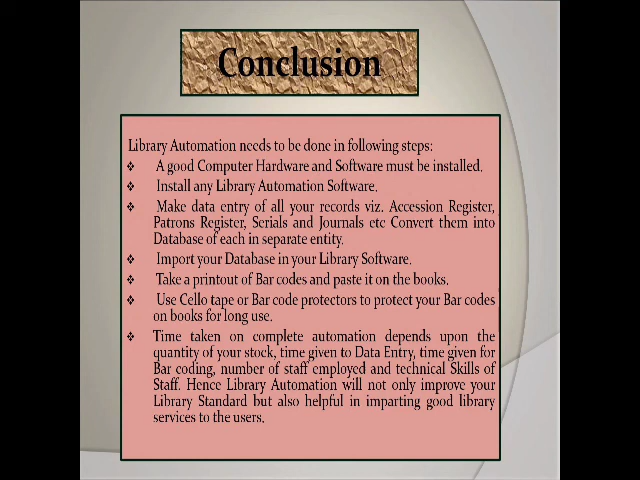 Conclusion
Library Automation needs to be done in following steps:
❖ A good Computer Hardware and Software must be installed.
❖ Install any Library Automation Software.
❖ Make data entry of all your records viz. Accession Register,
Patrons Register, Serials and Journals etc Convert them into
Database of each in separate entity.
❖ Import your Database in your Library Software.
❖ Take a printout of Bar codes and paste it on the books.
❖ Use Cello tape or Bar code protectors to protect your Bar codes
on books for long use.
❖ Time taken on complete automation depends upon the
quantity of your stock, time given to Data Entry, time given for
Bar coding, number of staff employed and technical Skills of
Staff. Hence Library Automation will not only improve your
Library Standard but also helpful in imparting good library
services to the users.